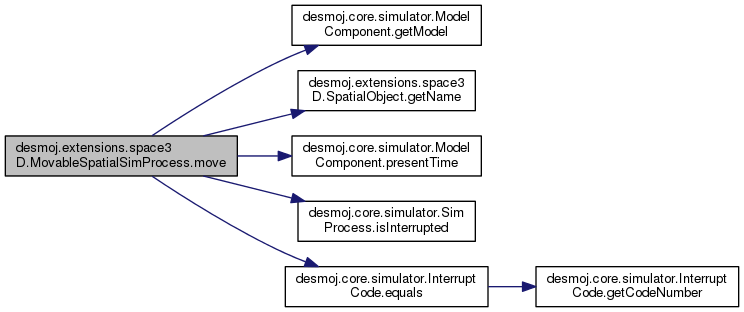 desmoj.core.simulator.Model
Component.getModel
desmoj.extensions.space3
D.SpatialObject.getName
desmoj.extensions.space3
D.MovableSpatialSimProcess.move
desmoj.core.simulator.Model
Component.presentTime
desmoj.core.simulator.Sim
Process.isInterrupted
desmoj.core.simulator.Interrupt
Code.equals
desmoj.core.simulator.Interrupt
Code.getCodeNumber